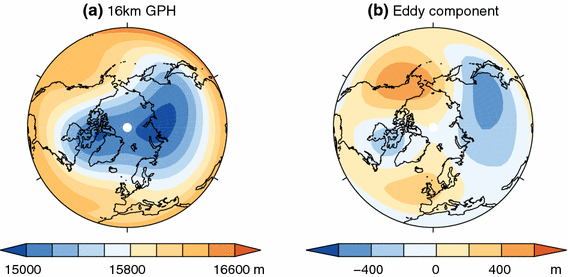 (a) 16km GPH
(b) Eddy component
15000 15800 16600 m
−400 0 400 m